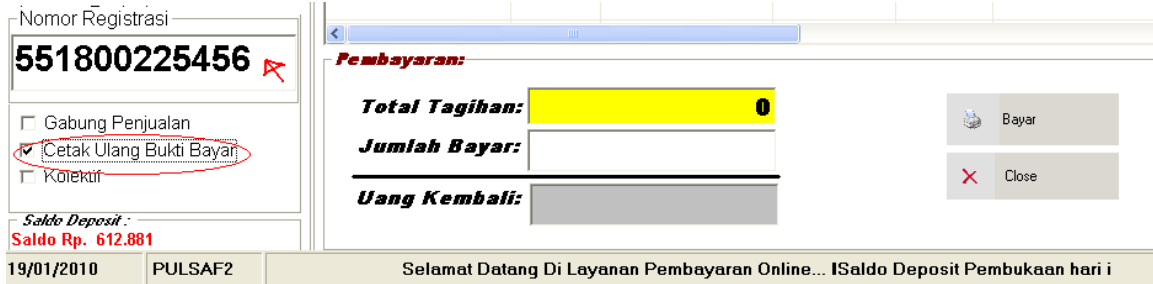 Nomor Registrasi
551800225456
Gabung Penjualan
Cetak Ulang Bukti Bayar
Kolektif
Saldo Deposit :
Saldo Rp. 612.881
Pembayaran:
Total Tagihan: 0
Jumlah Bayar:
Uang Kembali:
Bayar
Close
19/01/2010 PULSAF2 Selamat Datang Di Layanan Pembayaran Online... ISaldo Deposit Pembukaan hari i